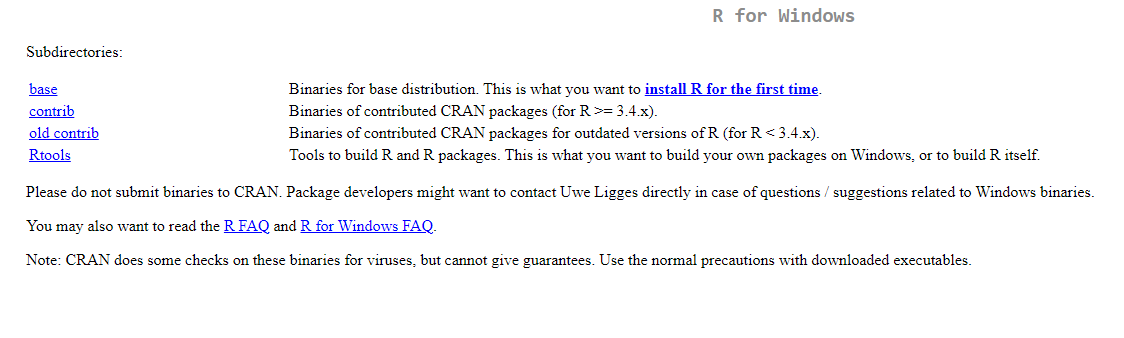 R for Windows
Subdirectories:
base Binaries for base distribution. This is what you want to install R for the first time.
contrib Binaries of contributed CRAN packages (for R >= 3.4.x).
old contrib Binaries of contributed CRAN packages for outdated versions of R (for R < 3.4.x).
Rtools Tools to build R and R packages. This is what you want to build your own packages on Windows, or to build R itself.
Please do not submit binaries to CRAN. Package developers might want to contact Uwe Ligges directly in case of questions / suggestions related to Windows binaries.
You may also want to read the R FAQ and R for Windows FAQ.
Note: CRAN does some checks on these binaries for viruses, but cannot give guarantees. Use the normal precautions with downloaded executables.